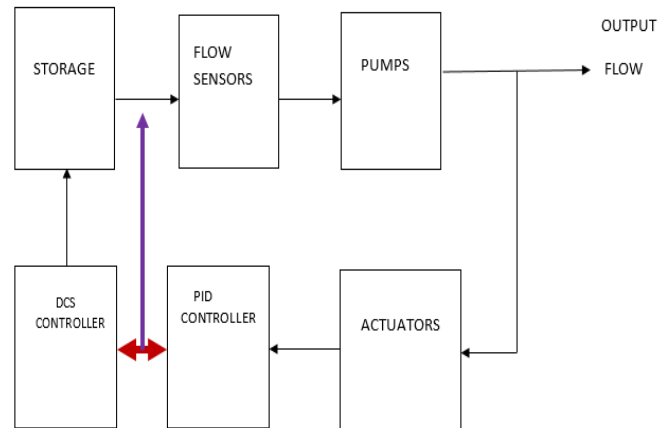 STORAGE
FLOW
SENSORS
PUMPS
OUTPUT
FLOW
DCS
CONTROLLER
PID
CONTROLLER
ACTUATORS